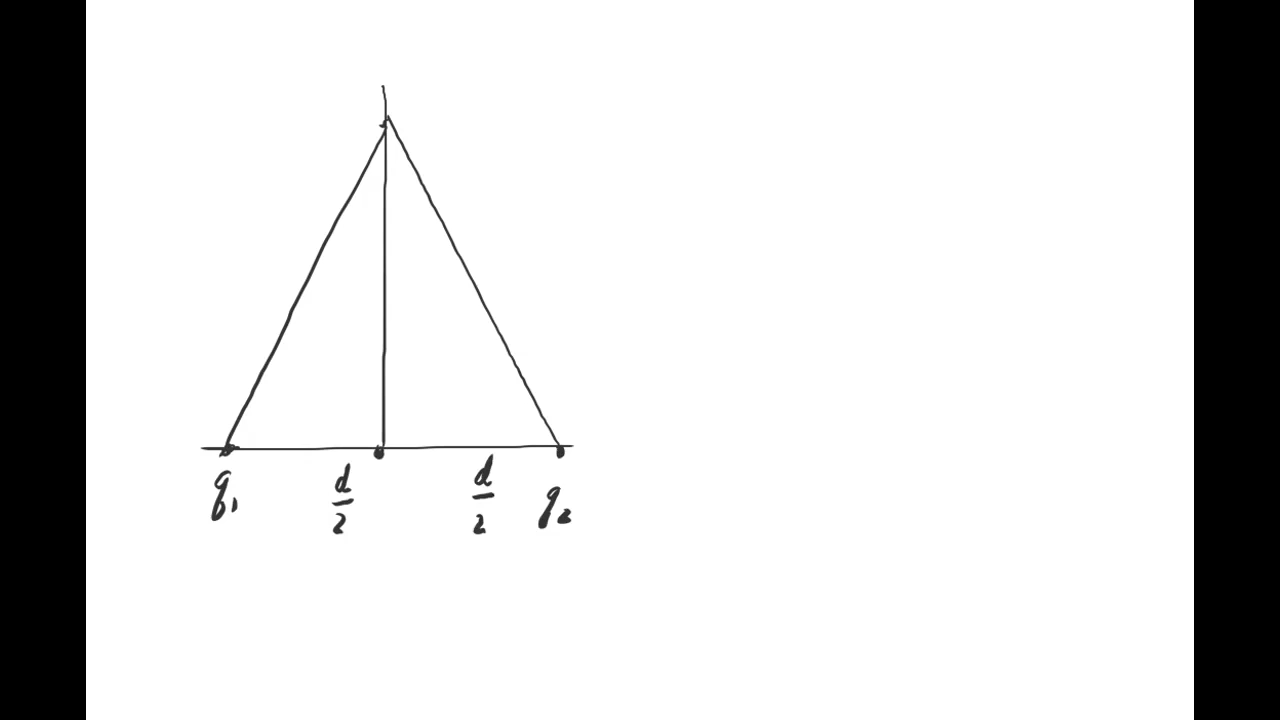 q₁ d/2 d/2 q₂